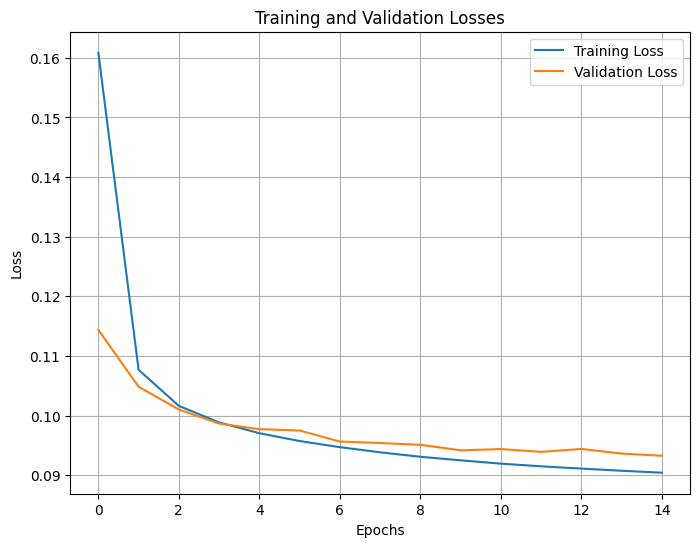 Training and Validation Losses
Training Loss
Validation Loss
0.16
0.15
0.14
0.13
0.12
0.11
0.10
0.09
Loss
0 2 4 6 8 10 12 14
Epochs